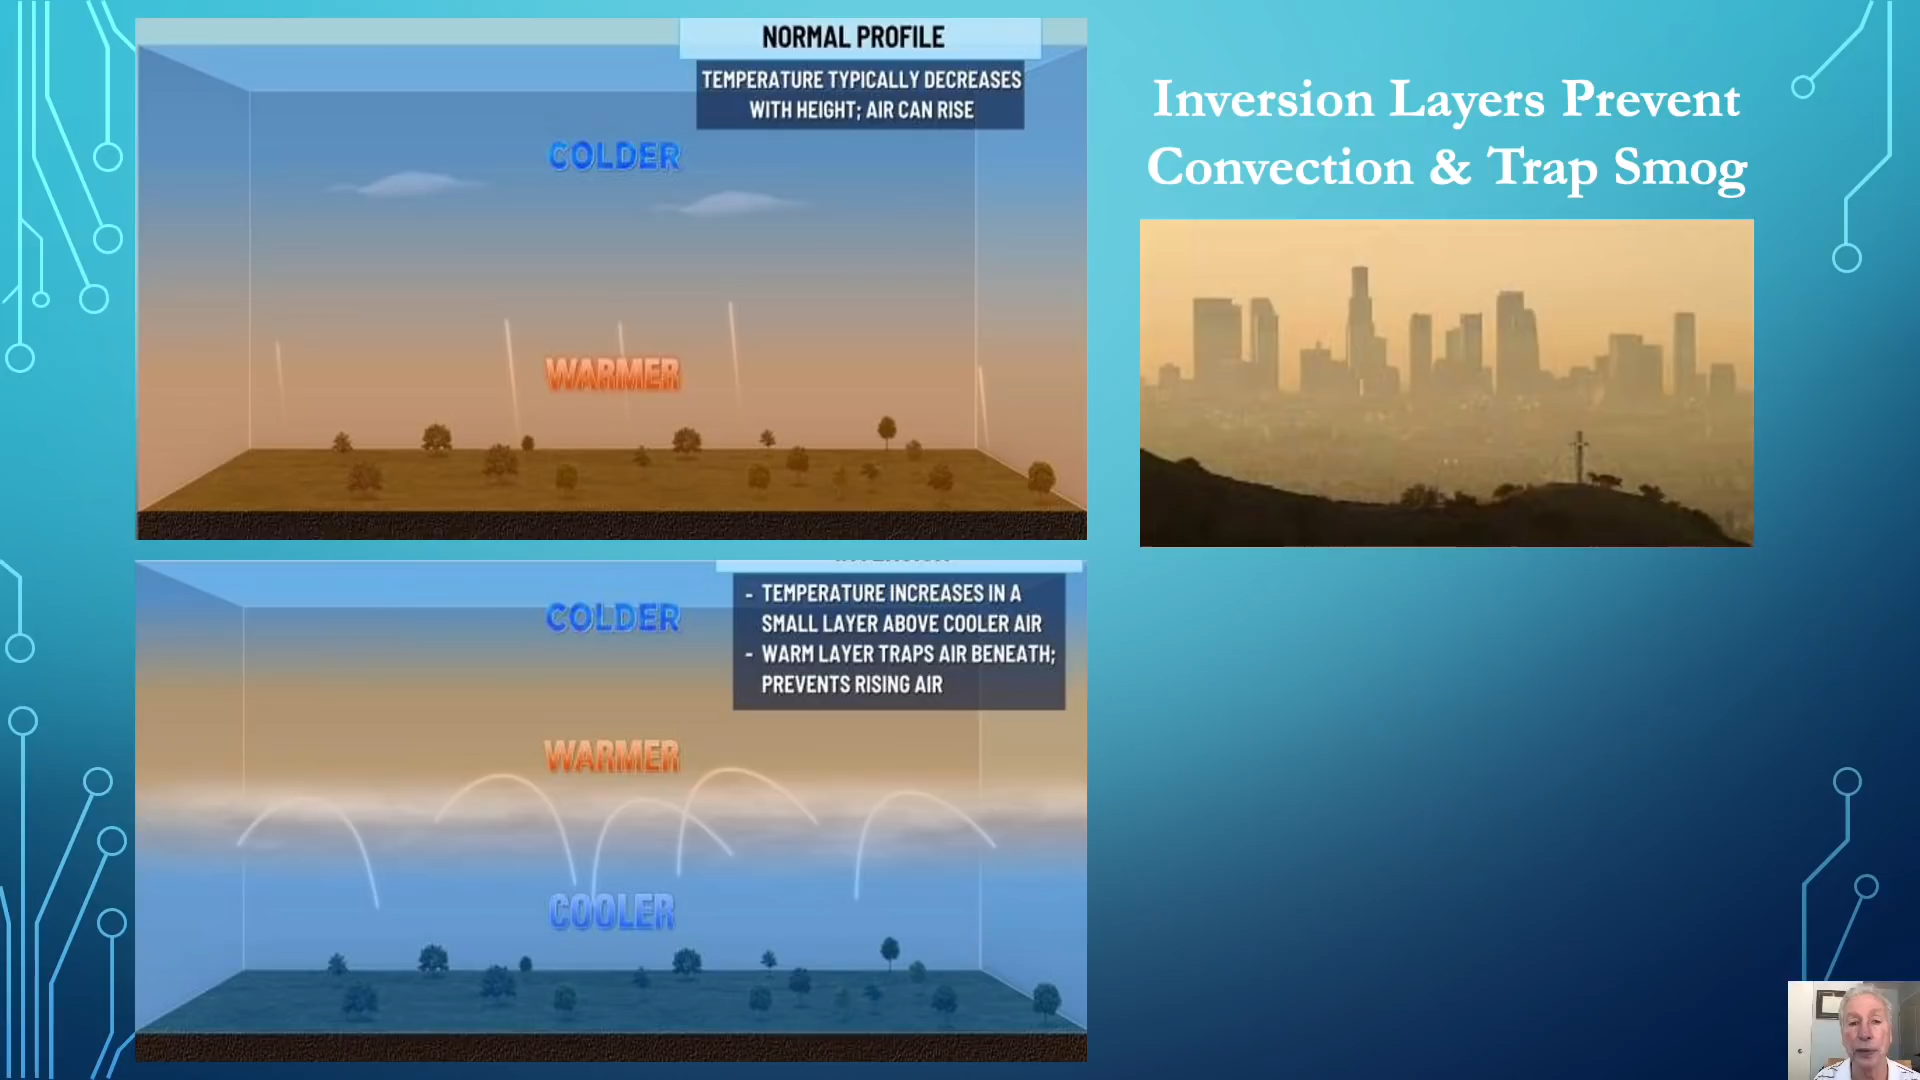 NORMAL PROFILE
TEMPERATURE TYPICALLY DECREASES
WITH HEIGHT; AIR CAN RISE
COLDER
WARMER
Inversion Layers Prevent
Convection & Trap Smog
COLDER
- TEMPERATURE INCREASES IN A
SMALL LAYER ABOVE COOLER AIR
- WARM LAYER TRAPS AIR BENEATH;
PREVENTS RISING AIR
WARMER
COOLER